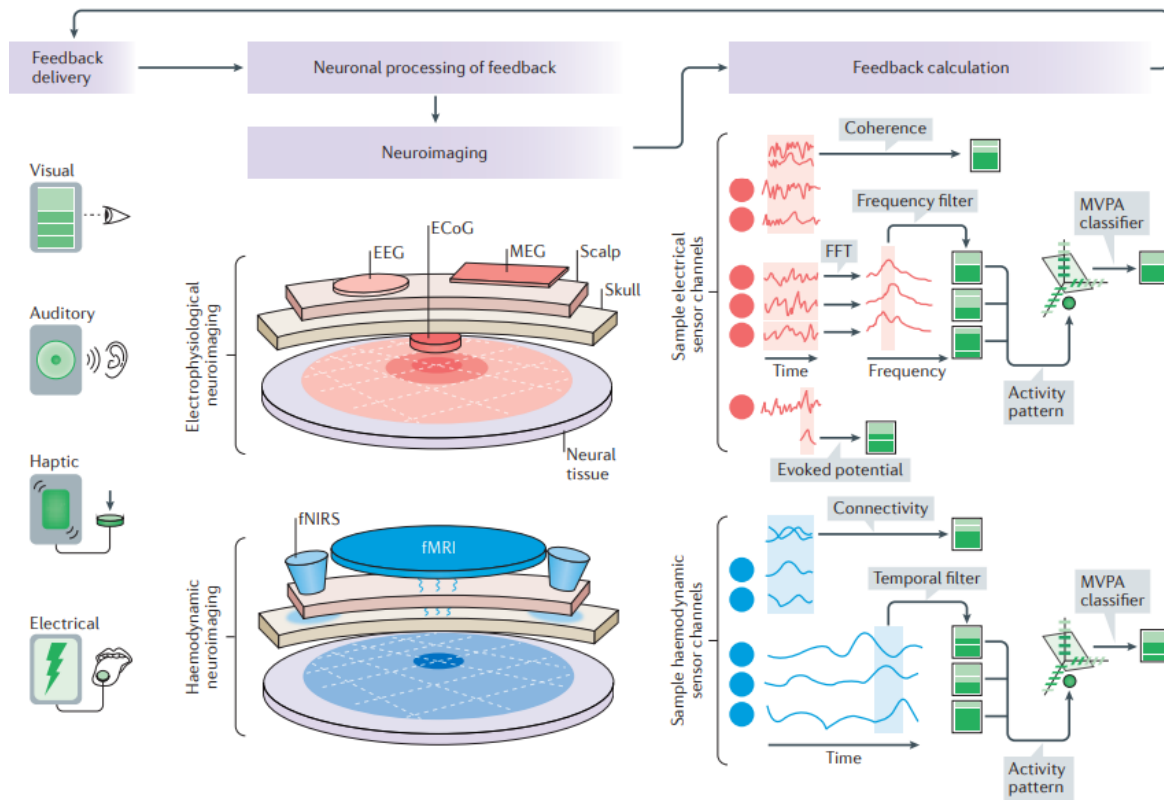 Feedback
delivery
Neuronal processing of feedback
Feedback calculation
Neuroimaging
Visual
Auditory
Haptic
Electrical
Electrophysiological
neuroimaging
EEG
ECoG
MEG
Scalp
Skull
Neural
tissue
Haemodynamic
neuroimaging
fNIRS
fMRI
Sample electrical
sensor channels
Coherence
Frequency filter
FFT
MVPA
classifier
Time
Frequency
Activity
pattern
Evoked potential
Sample haemodynamic
sensor channels
Connectivity
Temporal filter
MVPA
classifier
Time
Activity
pattern